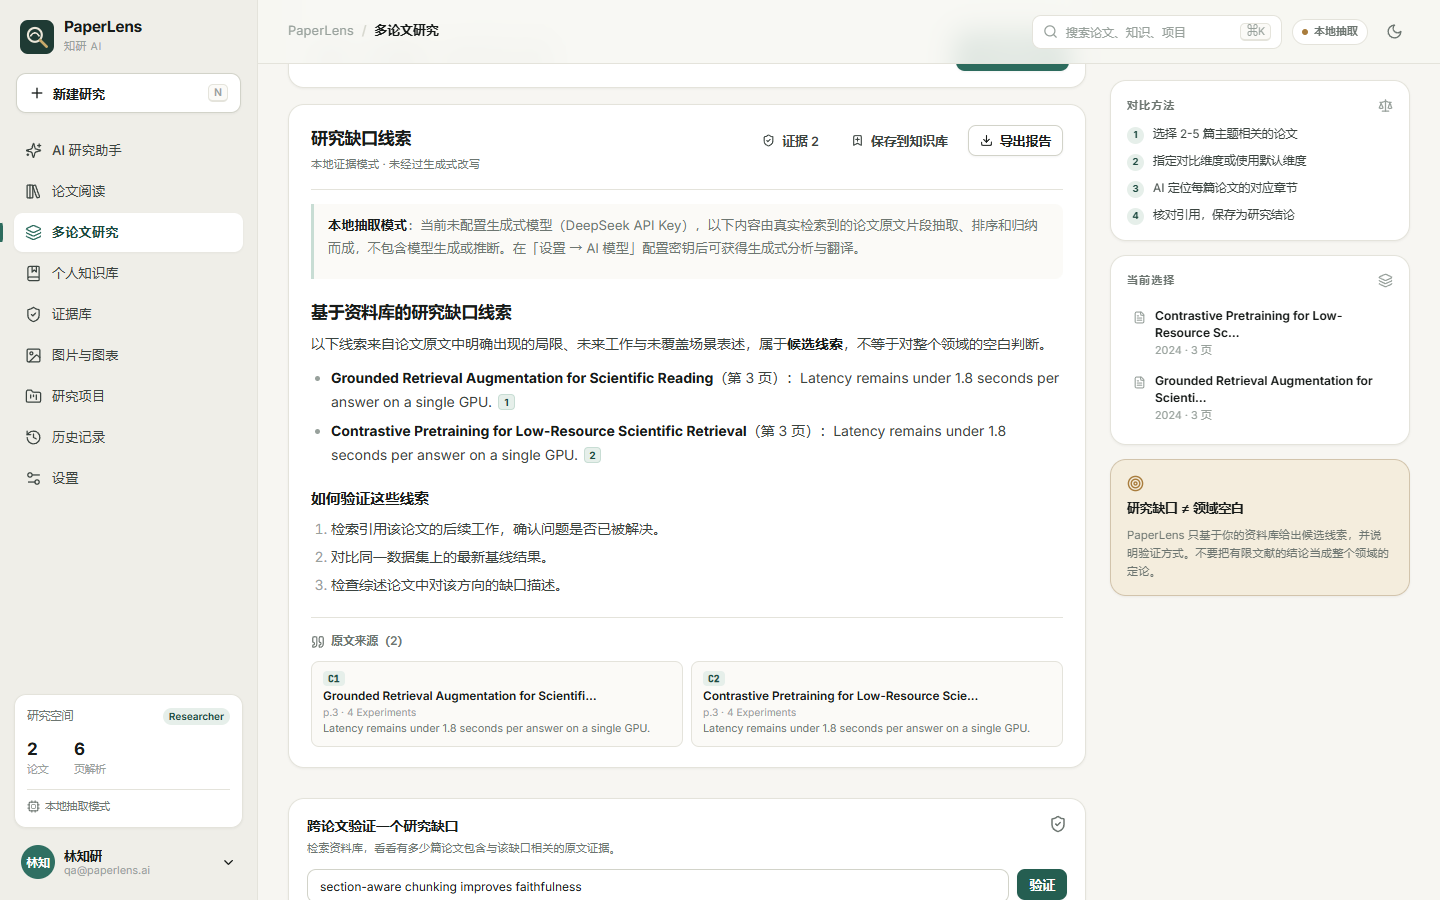 PaperLens
知研 AI
新建研究 N
AI 研究助手
论文阅读
多论文研究
个人知识库
证据库
图片与图表
研究项目
历史记录
设置
研究空间 Researcher
2 6
论文 页解析
本地抽取模式
林知 林知研
qa@paperlens.ai
PaperLens / 多论文研究
搜索论文、知识、项目 ⌘K
本地抽取
研究缺口线索
本地证据模式 · 未经过生成式改写
证据 2 保存到知识库 导出报告
本地抽取模式：当前未配置生成式模型（DeepSeek API Key），以下内容由真实检索到的论文原文片段抽取、排序和归纳
而成，不包含模型生成或推断。在「设置 → AI 模型」配置密钥后可获得生成式分析与翻译。
基于资料库的研究缺口线索
以下线索来自论文原文中明确出现的局限、未来工作与未覆盖场景表述，属于候选线索，不等于对整个领域的空白判断。
Grounded Retrieval Augmentation for Scientific Reading（第 3 页）：Latency remains under 1.8 seconds per
answer on a single GPU. 1
Contrastive Pretraining for Low-Resource Scientific Retrieval（第 3 页）：Latency remains under 1.8
seconds per answer on a single GPU. 2
如何验证这些线索
1. 检索引用该论文的后续工作，确认问题是否已被解决。
2. 对比同一数据集上的最新基线结果。
3. 检查综述论文中对该方向的缺口描述。
原文来源（2）
C1
Grounded Retrieval Augmentation for Scientifi...
p.3 · 4 Experiments
Latency remains under 1.8 seconds per answer on a single GPU.
C2
Contrastive Pretraining for Low-Resource Scie...
p.3 · 4 Experiments
Latency remains under 1.8 seconds per answer on a single GPU.
跨论文验证一个研究缺口
检索资料库，看看有多少篇论文包含与该缺口相关的原文证据。
section-aware chunking improves faithfulness
验证
对比方法
1 选择 2-5 篇主题相关的论文
2 指定对比维度或使用默认维度
3 AI 定位每篇论文的对应章节
4 核对引用，保存为研究结论
当前选择
Contrastive Pretraining for Low-
Resource Sc...
2024 · 3 页
Grounded Retrieval Augmentation for
Scienti...
2024 · 3 页
研究缺口 ≠ 领域空白
PaperLens 只基于你的资料库给出候选线索，并说
明验证方式。不要把有限文献的结论当成整个领域的
定论。